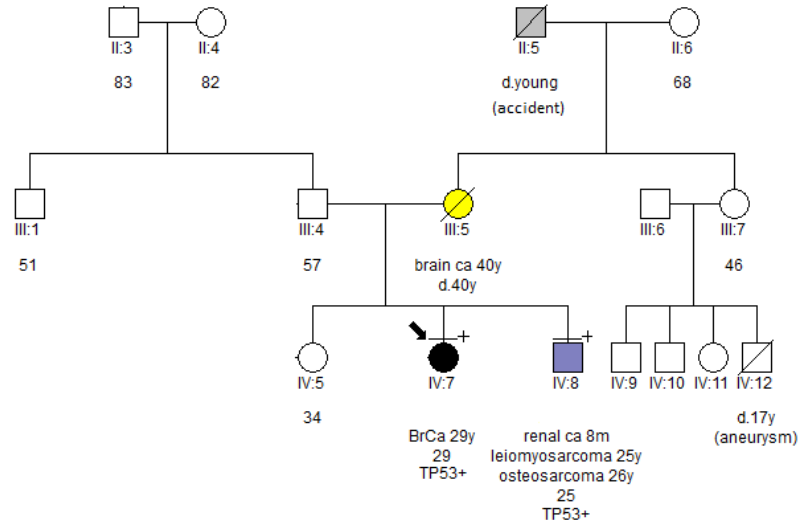 II:3 II:4 II:5 II:6
83 82 d.young 68
(accident)
III:1 III:4 III:5 III:6 III:7
51 57 brain ca 40y 46
d.40y
+ +
IV:5 IV:7 IV:8 IV:9 IV:10 IV:11 IV:12
34 d.17y
(aneurysm)
BrCa 29y renal ca 8m
29 leiomyosarcoma 25y
TP53+ osteosarcoma 26y
25
TP53+